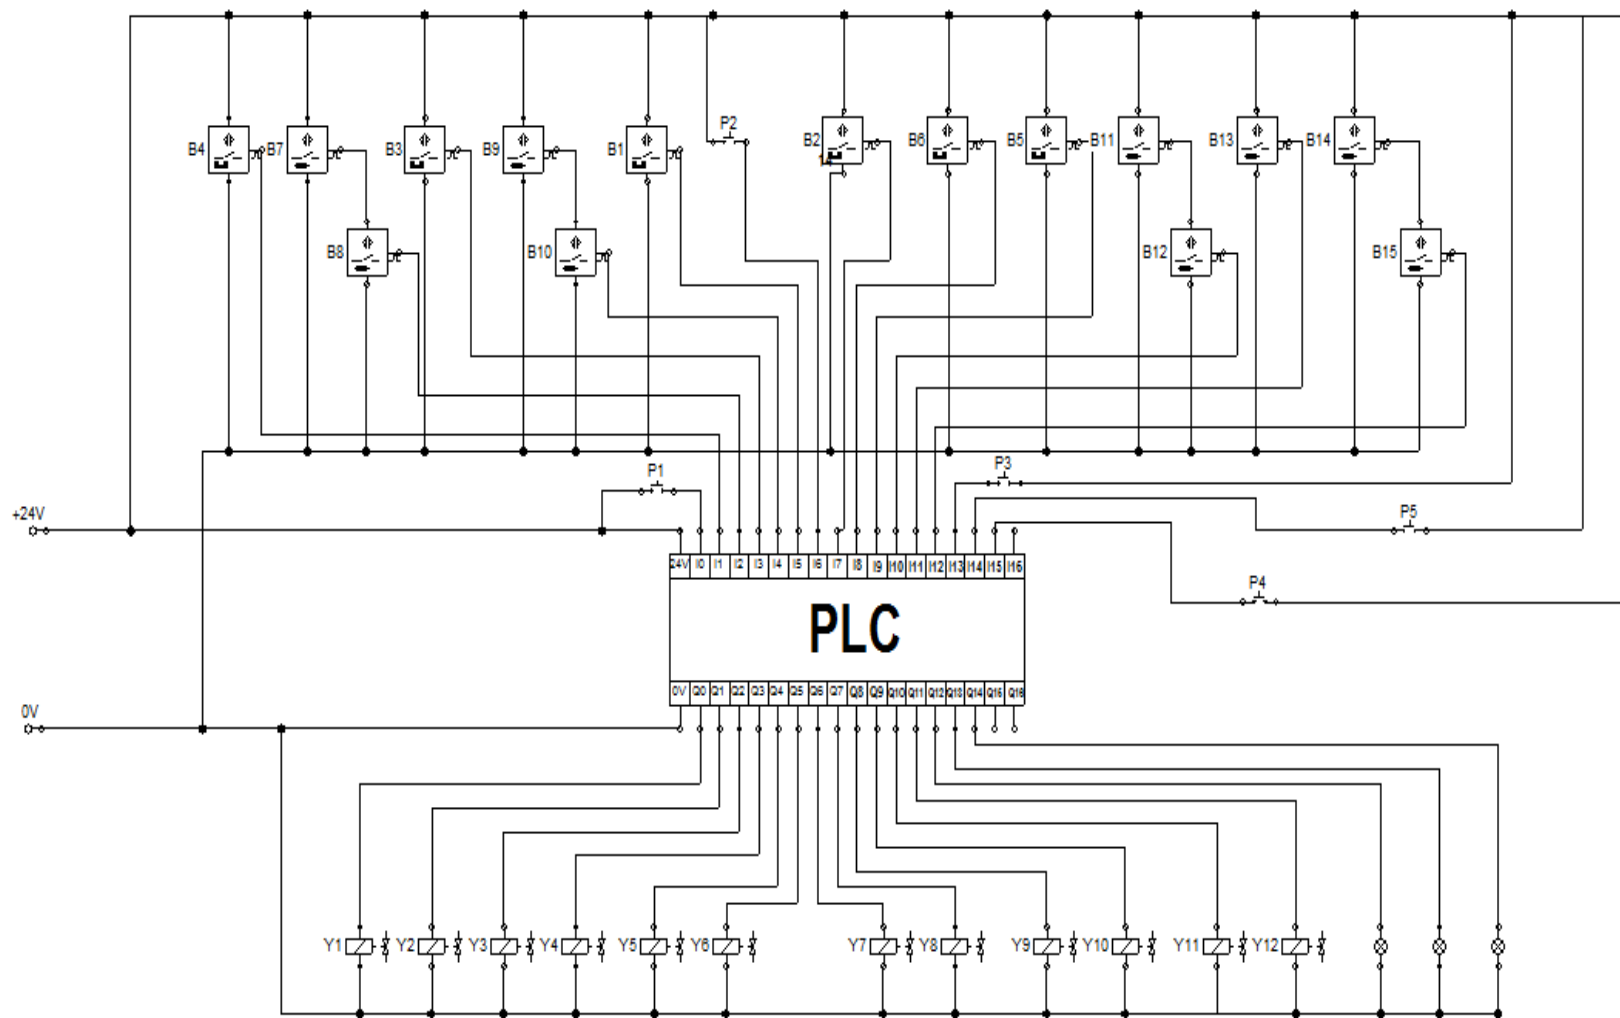 P2
B4
B7
B3
B9
B1
B2
14
B6
B5
B11
B13
B14
B8
B10
B12
B15
P1
P3
+24V
P5
24V I0 I1 I2 I3 I4 I5 I6 I7 I8 I9 I10 I11 I12 I13 I14 I15 I16
P4
PLC
0V Q0 Q1 Q2 Q3 Q4 Q5 Q6 Q7 Q8 Q9 Q10 Q11 Q12 Q13 Q14 Q15 Q16
0V
Y1 Y2 Y3 Y4 Y5 Y6 Y7 Y8 Y9 Y10 Y11 Y12